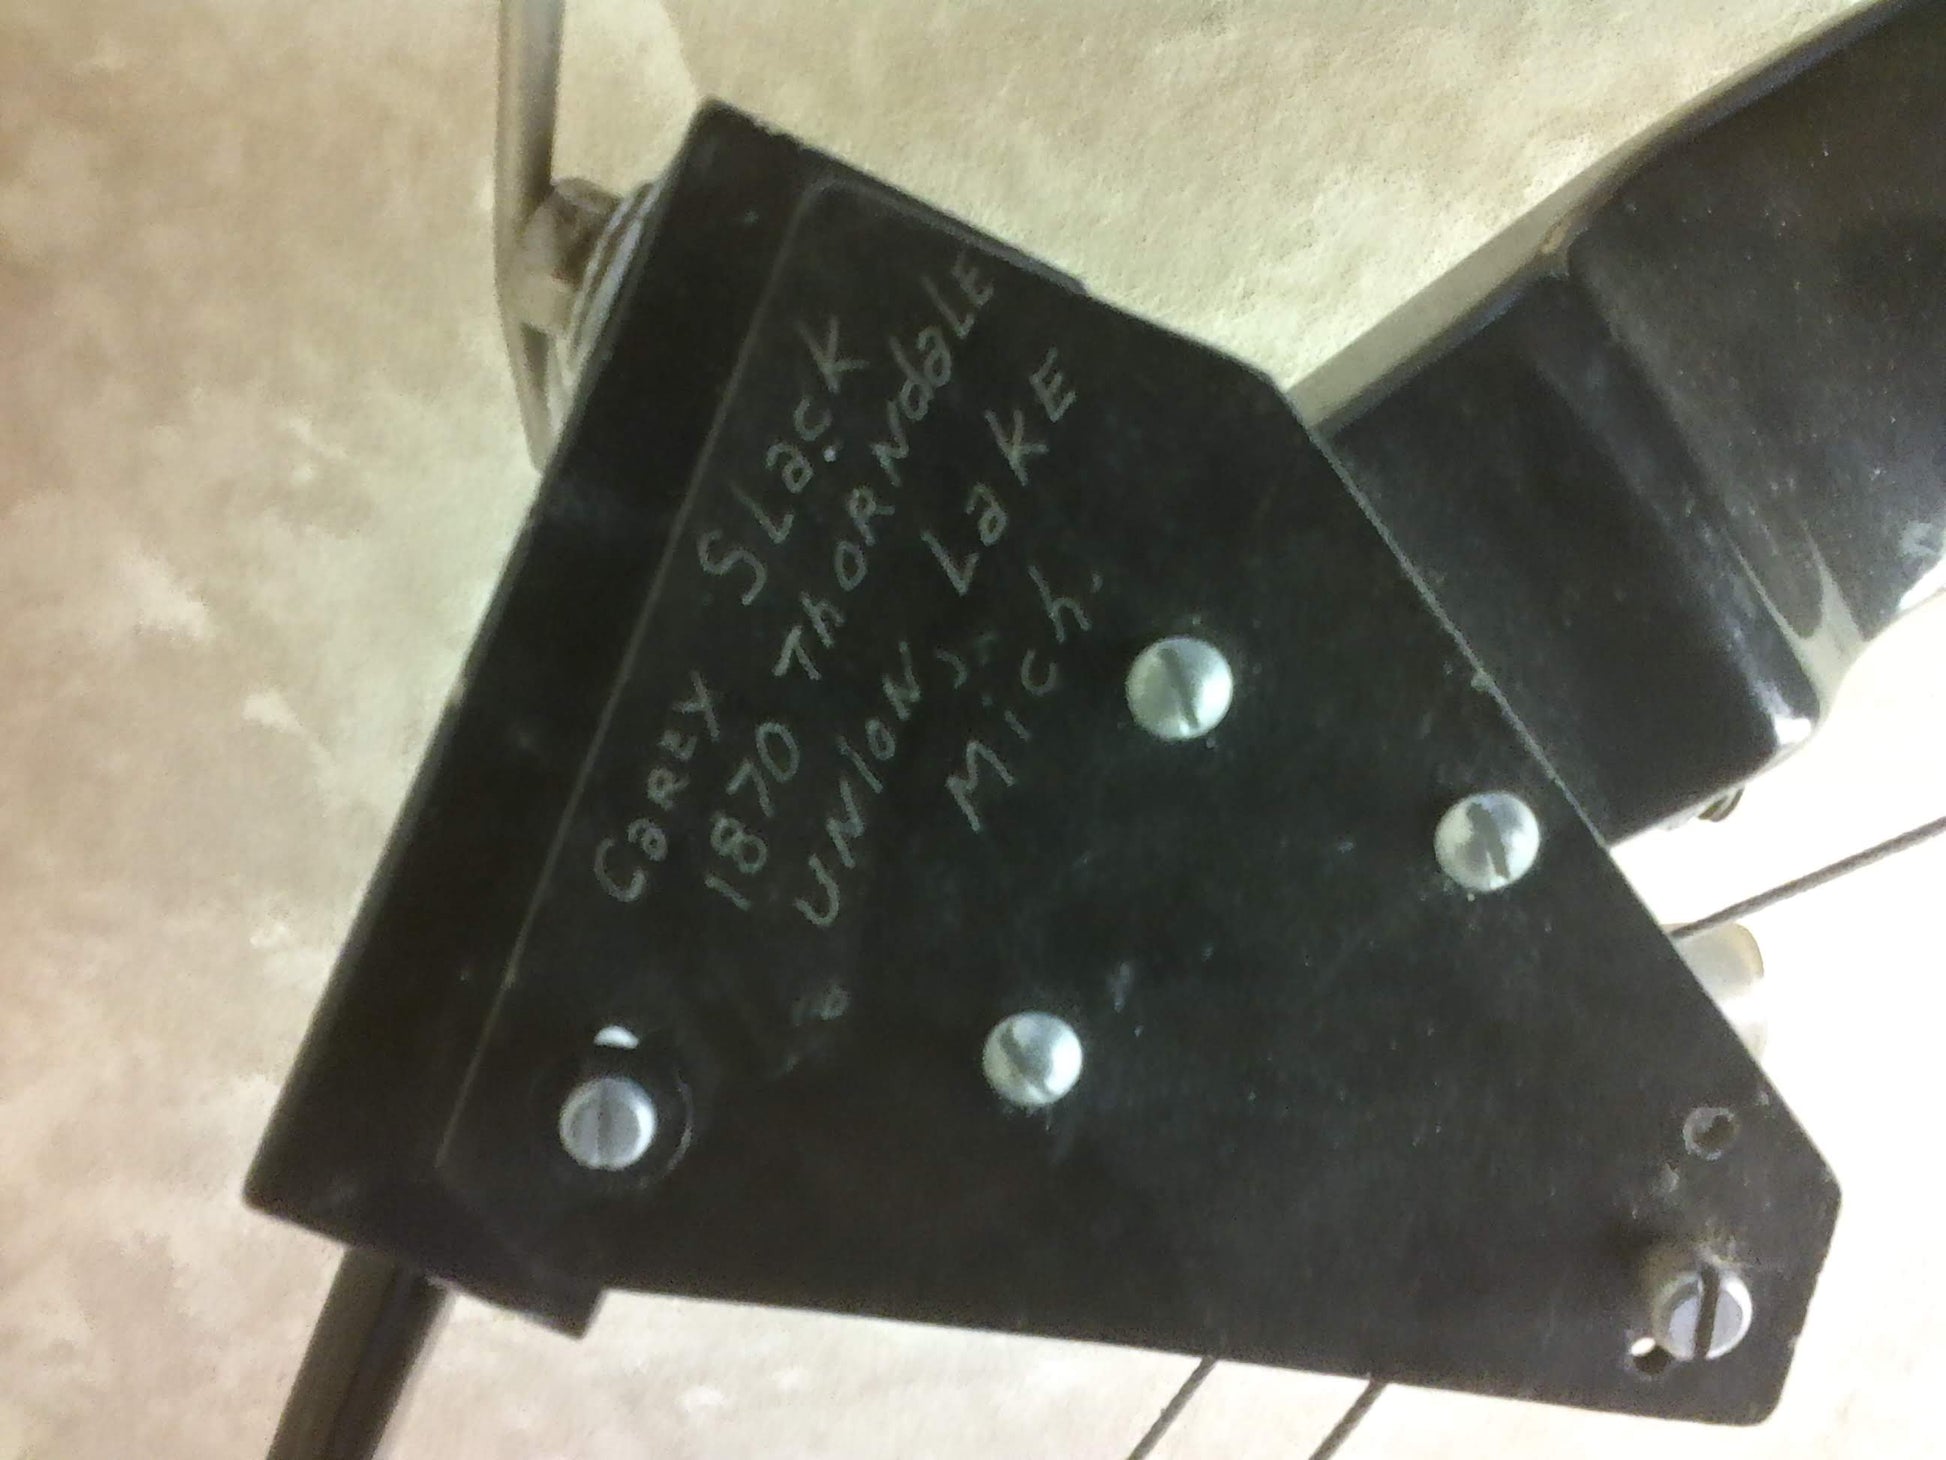 CaREY SLack
1870 ThORNdaLE
UNION LaKE
Mich.